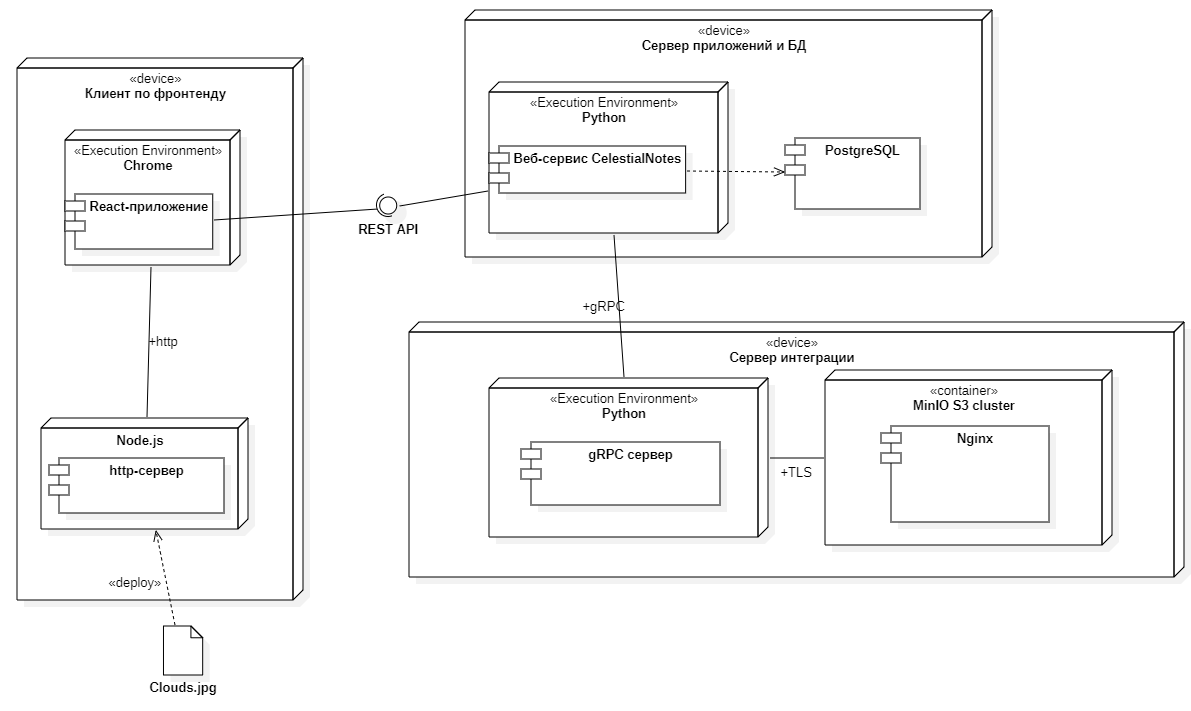 «device»
Клиент по фронтенду
«Execution Environment»
Chrome
React-приложение
+http
Node.js
http-сервер
«deploy»
Clouds.jpg
REST API
«device»
Сервер приложений и БД
«Execution Environment»
Python
Веб-сервис CelestialNotes
PostgreSQL
+gRPC
«device»
Сервер интеграции
«Execution Environment»
Python
gRPC сервер
+TLS
«container»
MinIO S3 cluster
Nginx